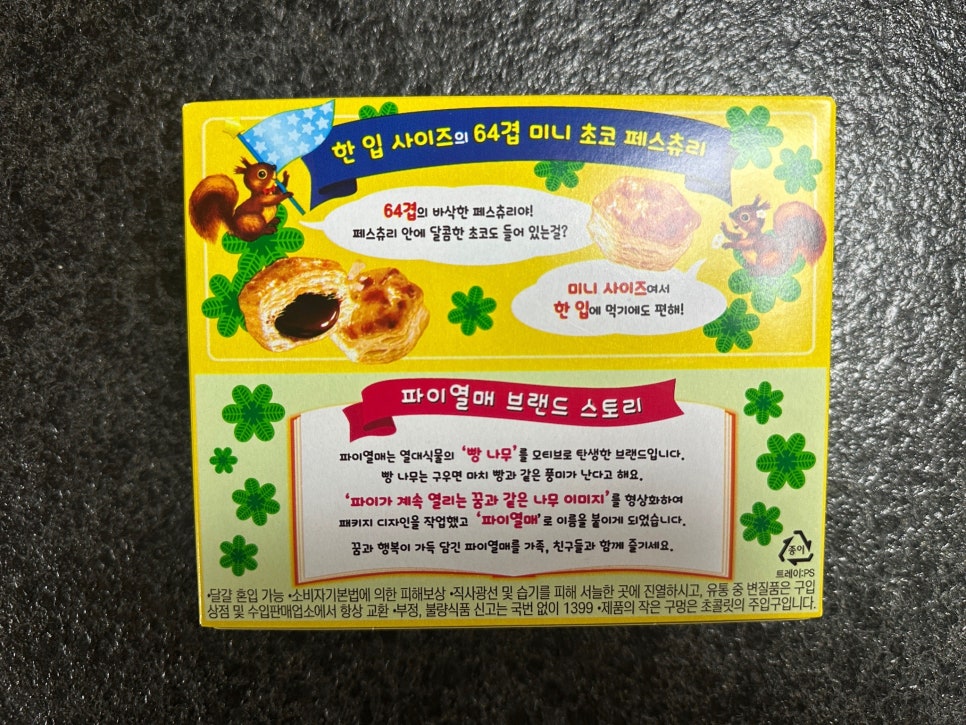 한 입 사이즈의 64겹 미니 초코 페스츄리
64겹의 바삭한 페스츄리야!
페스츄리 안에 달콤한 초코도 들어 있는걸?
미니 사이즈여서
한 입에 먹기에도 편해!
파이열매 브랜드 스토리
파이열매는 열대식물의 '빵 나무'를 모티브로 탄생한 브랜드입니다.
빵 나무는 구우면 마치 빵과 같은 풍미가 난다고 해요.
'파이가 계속 열리는 꿈과 같은 나무 이미지'를 형상화하여
패키지 디자인을 작업했고 '파이열매'로 이름을 붙이게 되었습니다.
꿈과 행복이 가득 담긴 파이열매를 가족, 친구들과 함께 즐기세요.
종이
트레이:PS
•달걀 혼입 가능 •소비자기본법에 의한 피해보상 •직사광선 및 습기를 피해 서늘한 곳에 진열하시고, 유통 중 변질품은 구입
상점 및 수입판매업소에서 항상 교환 •부정, 불량식품 신고는 국번 없이 1399 •제품의 작은 구멍은 초콜릿의 주입구입니다.